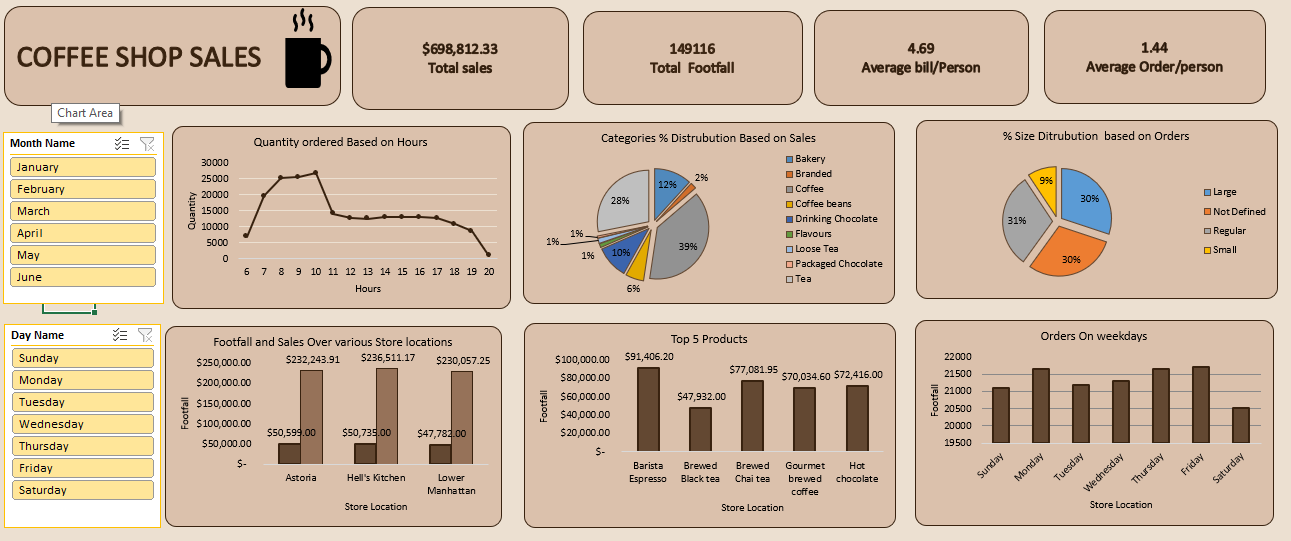 COFFEE SHOP SALES
$698,812.33
Total sales
149116
Total Footfall
4.69
Average bill/Person
1.44
Average Order/person
Chart Area
Month Name
January
February
March
April
May
June
Quantity ordered Based on Hours
Quantity
30000
25000
20000
15000
10000
5000
0
6 7 8 9 10 11 12 13 14 15 16 17 18 19 20
Hours
Categories % Distrubution Based on Sales
12%
2%
39%
6%
10%
1%
1%
1%
28%
Bakery
Branded
Coffee
Coffee beans
Drinking Chocolate
Flavours
Loose Tea
Packaged Chocolate
Tea
% Size Ditrubution based on Orders
30%
30%
31%
9%
Large
Not Defined
Regular
Small
Day Name
Sunday
Monday
Tuesday
Wednesday
Thursday
Friday
Saturday
Footfall and Sales Over various Store locations
Footfall
$250,000.00
$200,000.00
$150,000.00
$100,000.00
$50,000.00
$-
$232,243.91
$236,511.17
$230,057.25
$50,599.00
$50,735.00
$47,782.00
Astoria
Hell's Kitchen
Lower
Manhattan
Store Location
Top 5 Products
Footfall
$100,000.00
$80,000.00
$60,000.00
$40,000.00
$20,000.00
$-
$91,406.20
$47,932.00
$77,081.95
$70,034.60
$72,416.00
Barista
Espresso
Brewed
Black tea
Brewed
Chai tea
Gourmet
brewed
coffee
Hot
chocolate
Store Location
Orders On weekdays
Footfall
22000
21500
21000
20500
20000
19500
Sunday
Monday
Tuesday
Wednesday
Thursday
Friday
Saturday
Store Location